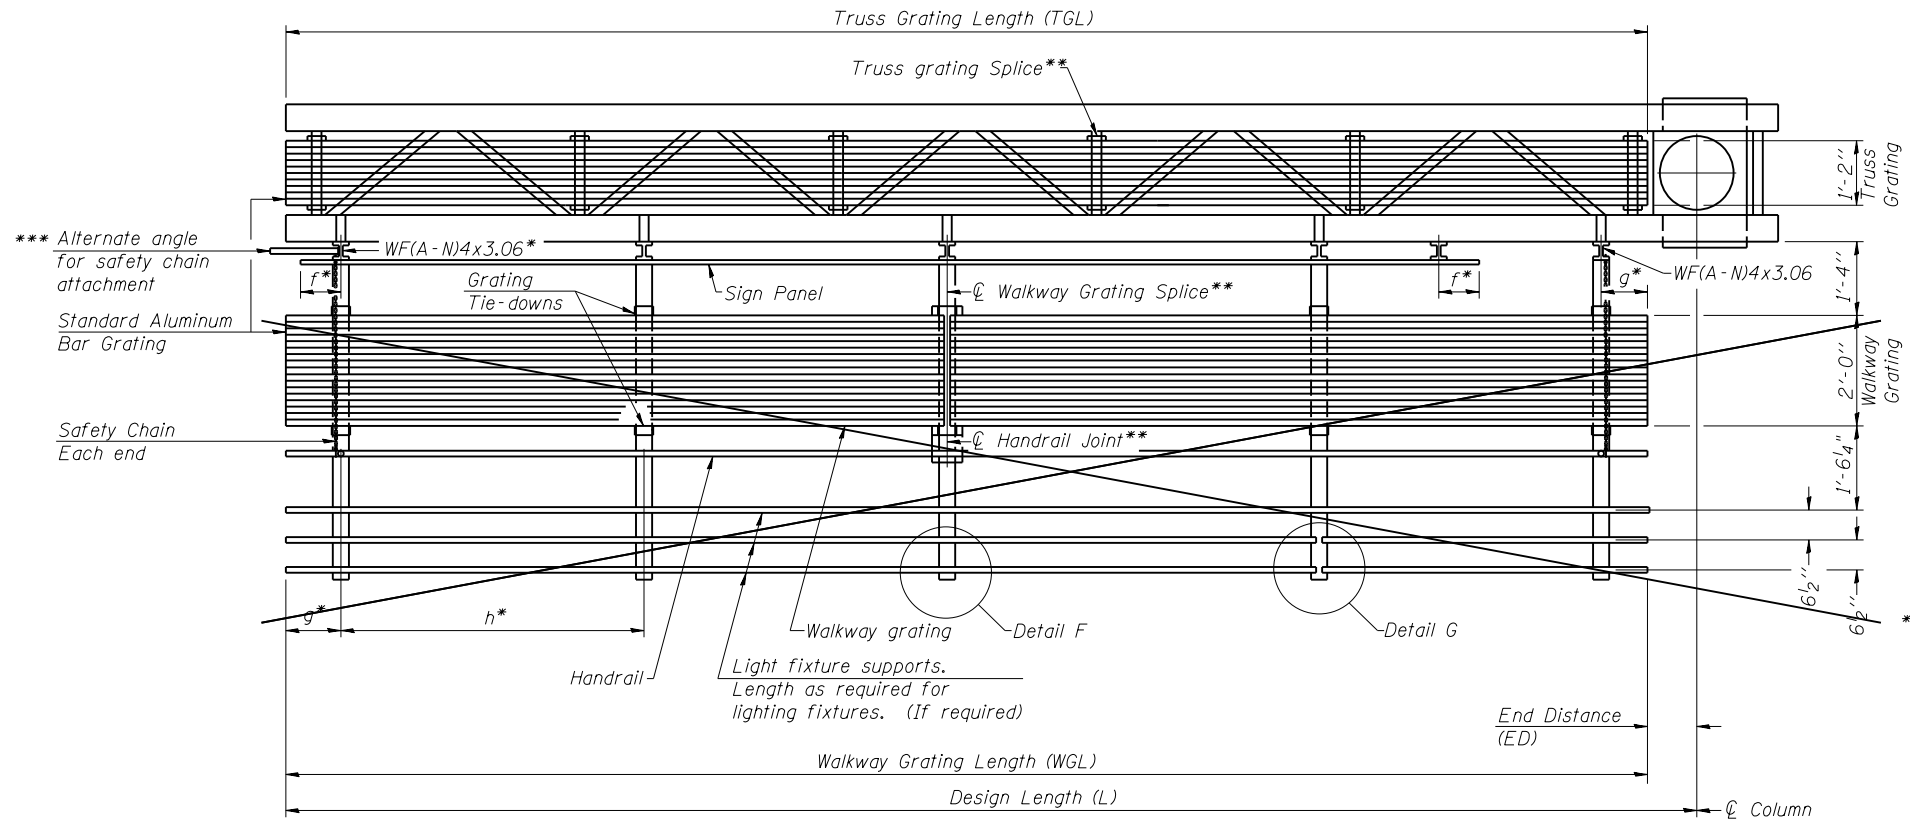 Truss Grating Length (TGL)
Truss grating Splice**
1'-2"
Truss
Grating
*** Alternate angle
for safety chain
attachment
WF(A-N)4x3.06*
WF(A-N)4x3.06
f*
Grating
Tie-downs
Sign Panel
℄ Walkway Grating Splice**
f*
g*
1'-4"
Standard Aluminum
Bar Grating
2'-0"
Walkway
Grating
Safety Chain
Each end
℄ Handrail Joint**
1'-6¼"
6½"
6½"
*
g*
h*
Walkway grating
Detail F
Detail G
Handrail
Light fixture supports.
Length as required for
lighting fixtures. (If required)
End Distance
(ED)
Walkway Grating Length (WGL)
Design Length (L)
℄ Column